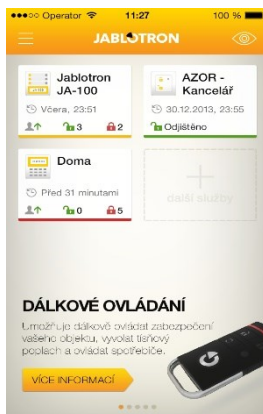 Operator 11:27 100 %
JABLOTRON
Jablotron
JA-100
Včera, 23:51
3 2
AZOR -
Kancelář
30.12.2013, 23:55
Odjištěno
Doma
Před 31 minutami
0 5
další služby
DÁLKOVÉ OVLÁDÁNÍ
Umožňuje dálkově ovládat zabezpečení
vašeho objektu, vyvolat tísňový
poplach a ovládat spotřebiče.
VÍCE INFORMACÍ